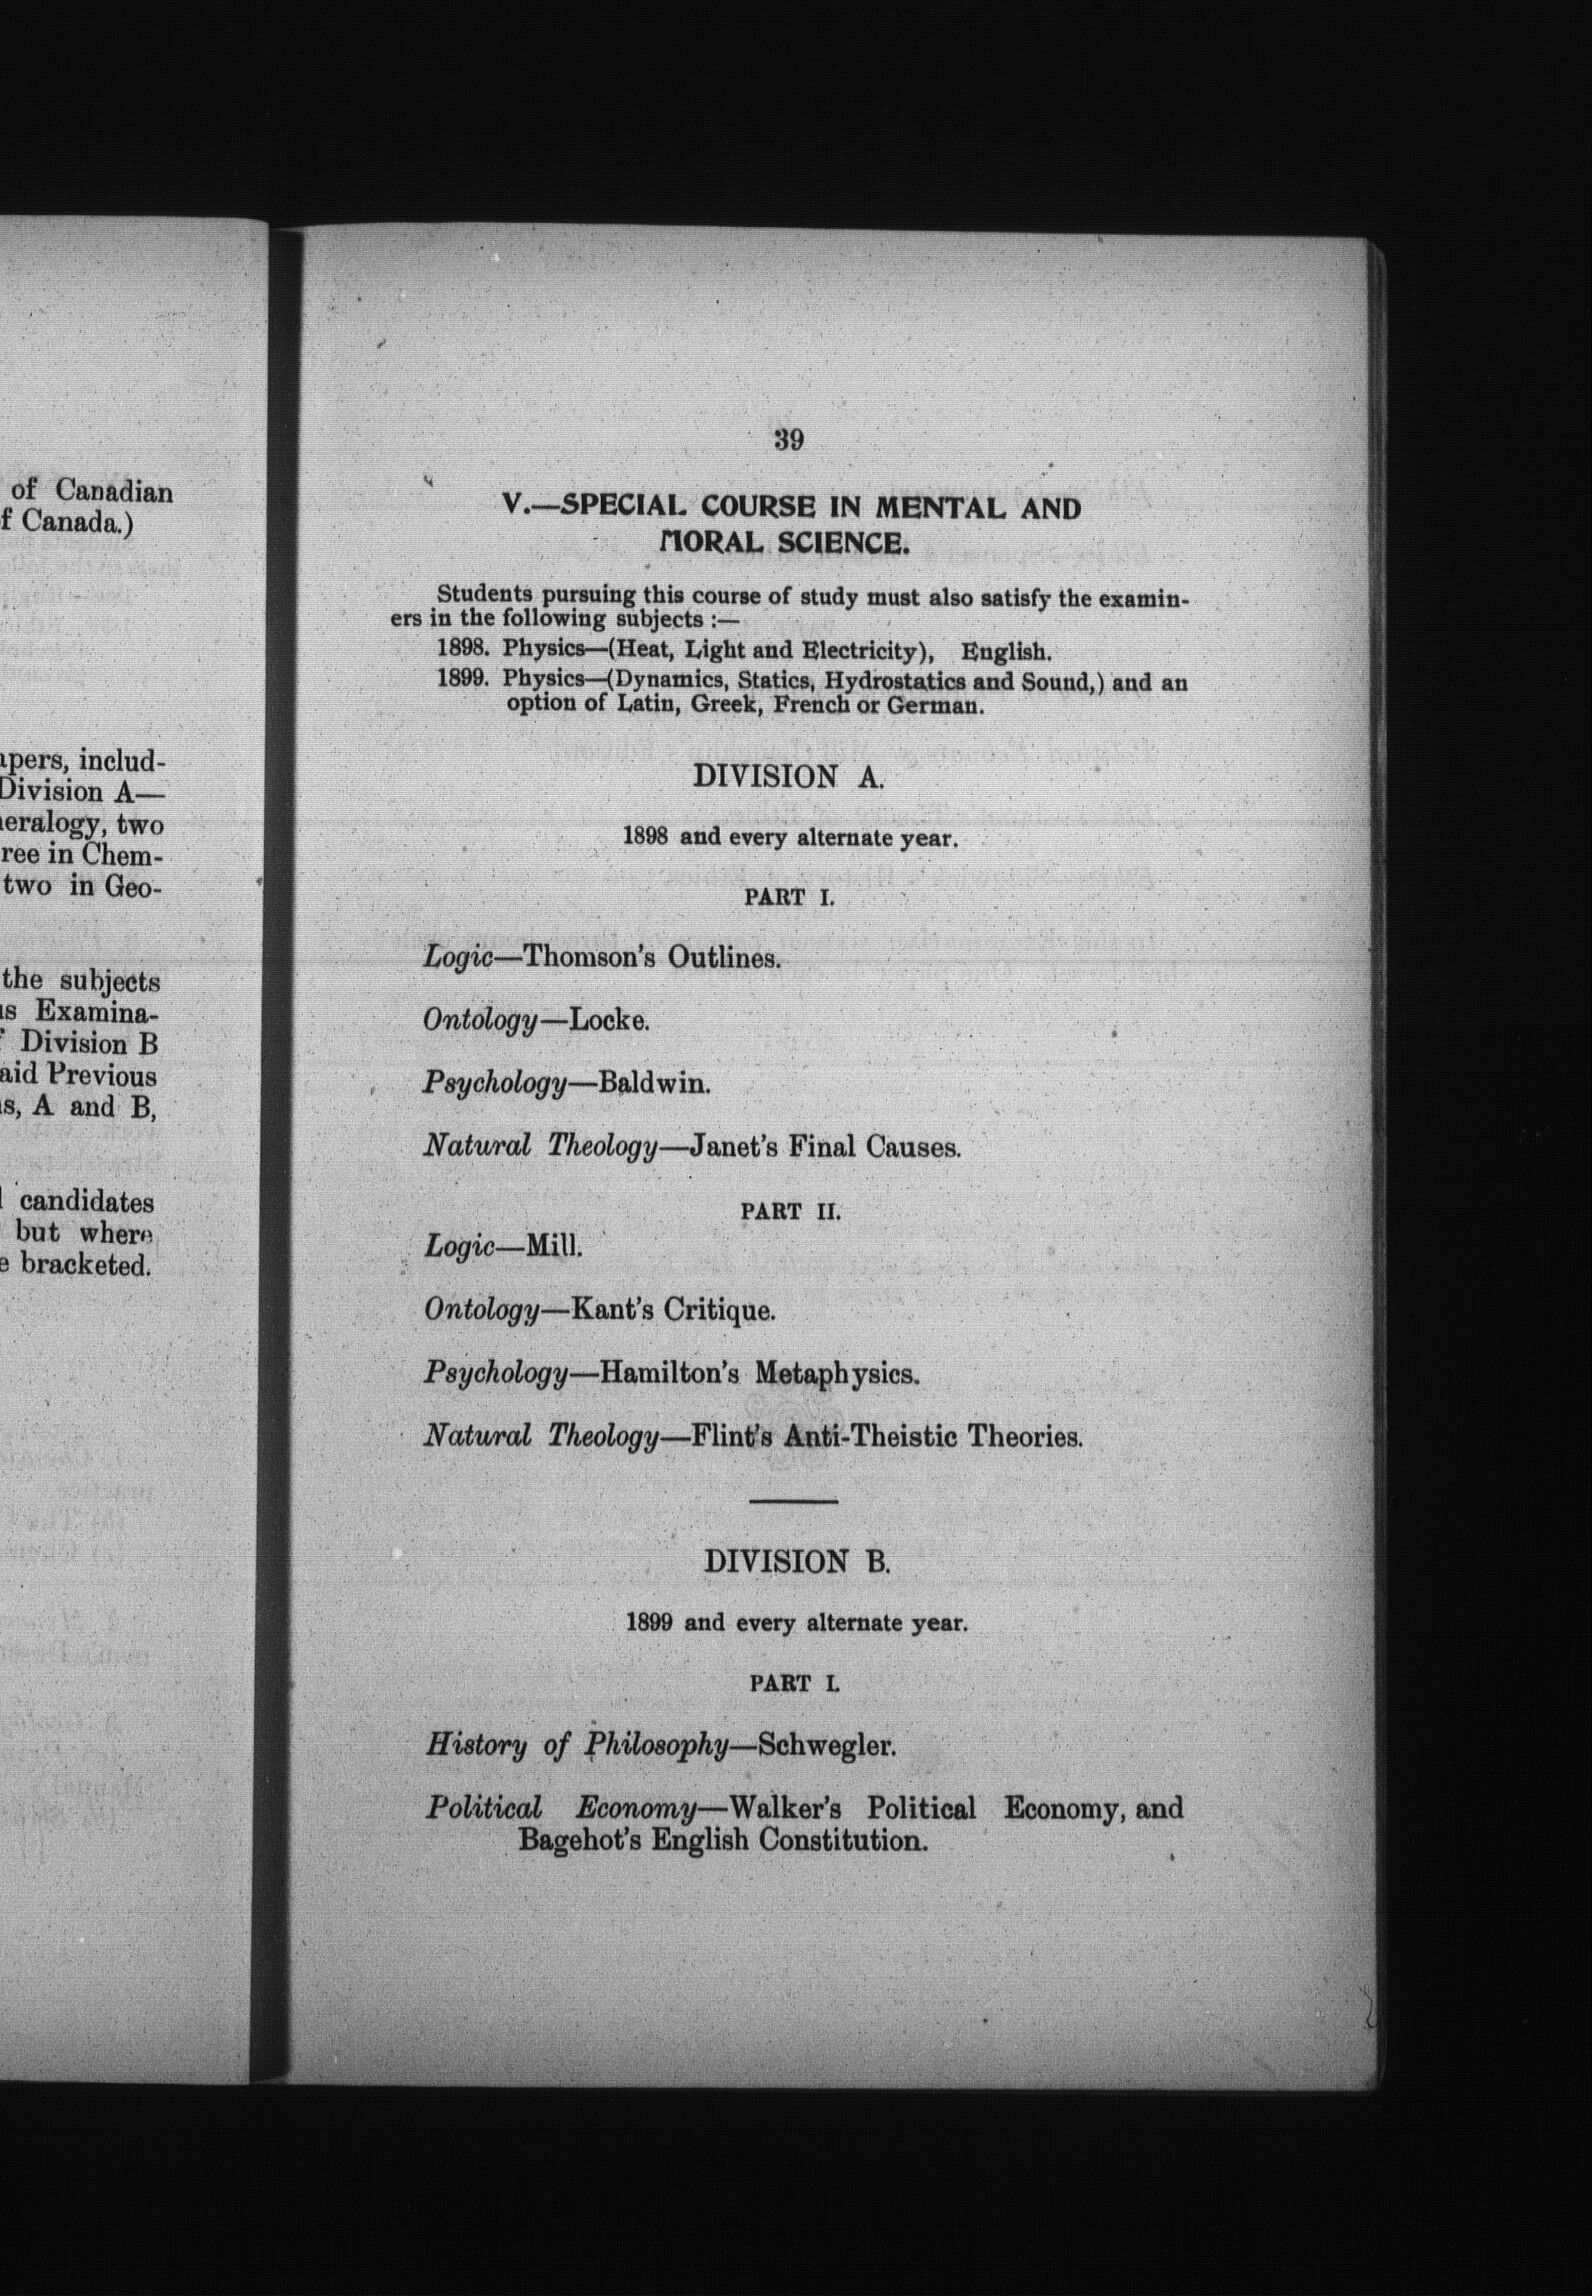 of Canadian
f Canada.)
apers, includ-
Division A—
neralogy, two
ree in Chem-
two in Geo-
the subjects
us Examina-
f Division B
aid Previous
ns, A and B,
l candidates
but where
e bracketed.
39
V.—SPECIAL COURSE IN MENTAL AND
MORAL SCIENCE.
Students pursuing this course of study must also satisfy the examin-
ers in the following subjects :—
1898. Physics—(Heat, Light and Electricity), English.
1899. Physics—(Dynamics, Statics, Hydrostatics and Sound,) and an
option of Latin, Greek, French or German.
DIVISION A.
1898 and every alternate year.
PART I.
Logic—Thomson's Outlines.
Ontology—Locke.
Psychology—Baldwin.
Natural Theology—Janet's Final Causes.
PART II.
Logic—Mill.
Ontology—Kant's Critique.
Psychology—Hamilton's Metaphysics.
Natural Theology—Flint's Anti-Theistic Theories.
DIVISION B.
1899 and every alternate year.
PART I.
History of Philosophy—Schwegler.
Political Economy—Walker's Political Economy, and
Bagehot's English Constitution.